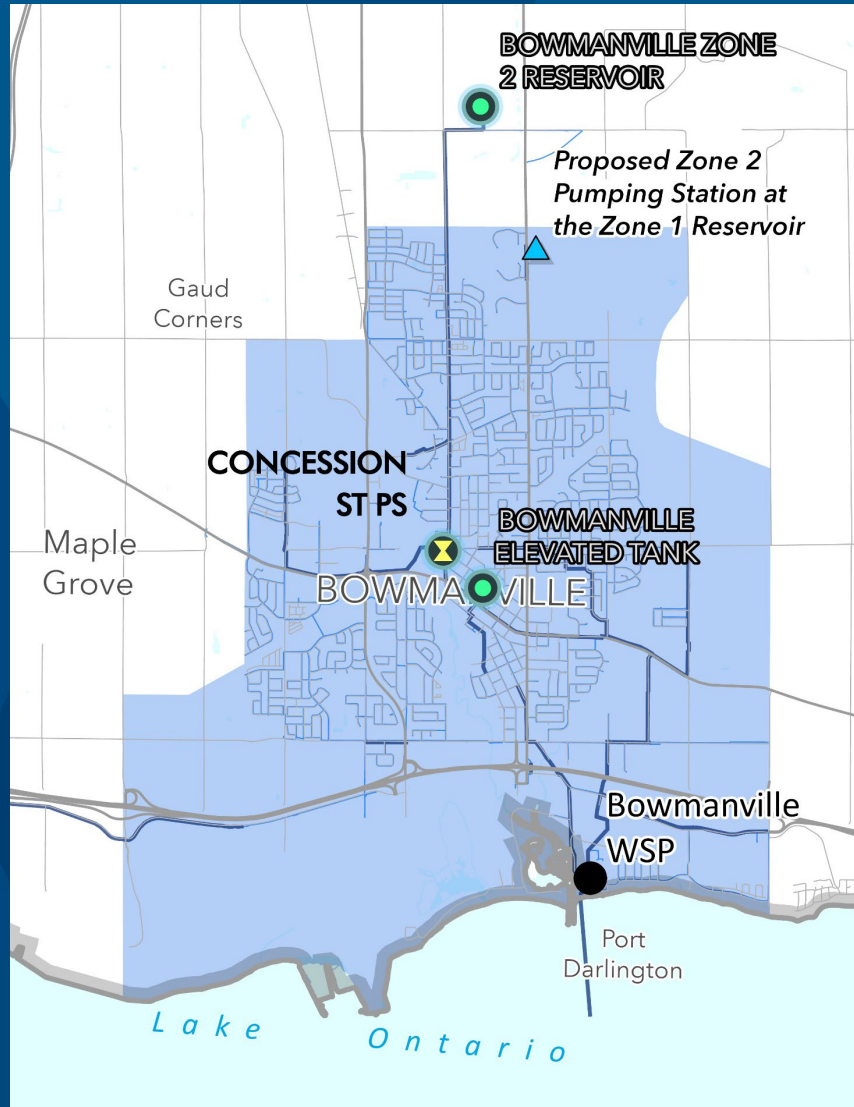 BOWMANVILLE ZONE
2 RESERVOIR
Proposed Zone 2
Pumping Station at
the Zone 1 Reservoir
Gaud
Corners
CONCESSION
ST PS
BOWMANVILLE
ELEVATED TANK
Maple
Grove
BOWMANVILLE
Bowmanville
WSP
Port
Darlington
Lake Ontario